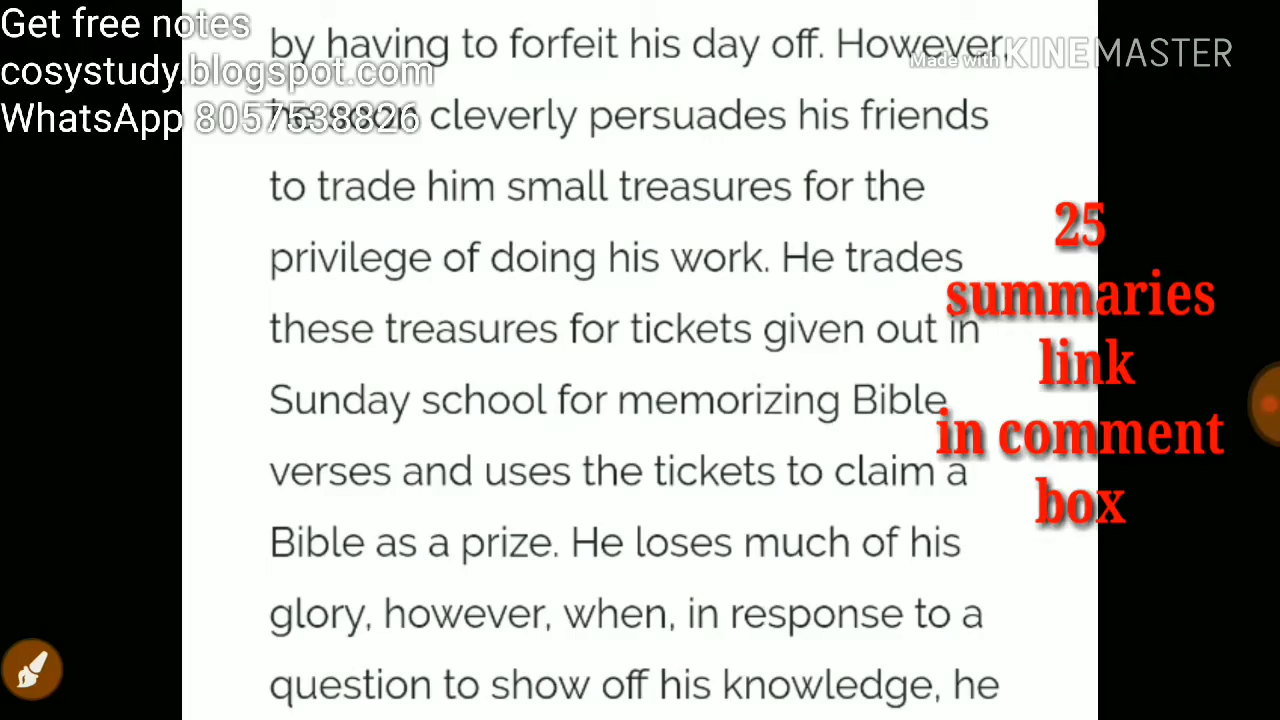 Get free notes
cosystudy.blogspot.com
WhatsApp 8057538826
by having to forfeit his day off. However,
Made with KINEMASTER
he soon cleverly persuades his friends
to trade him small treasures for the
privilege of doing his work. He trades
these treasures for tickets given out in
Sunday school for memorizing Bible
verses and uses the tickets to claim a
Bible as a prize. He loses much of his
glory, however, when, in response to a
question to show off his knowledge, he
25
summaries
link
in comment
box